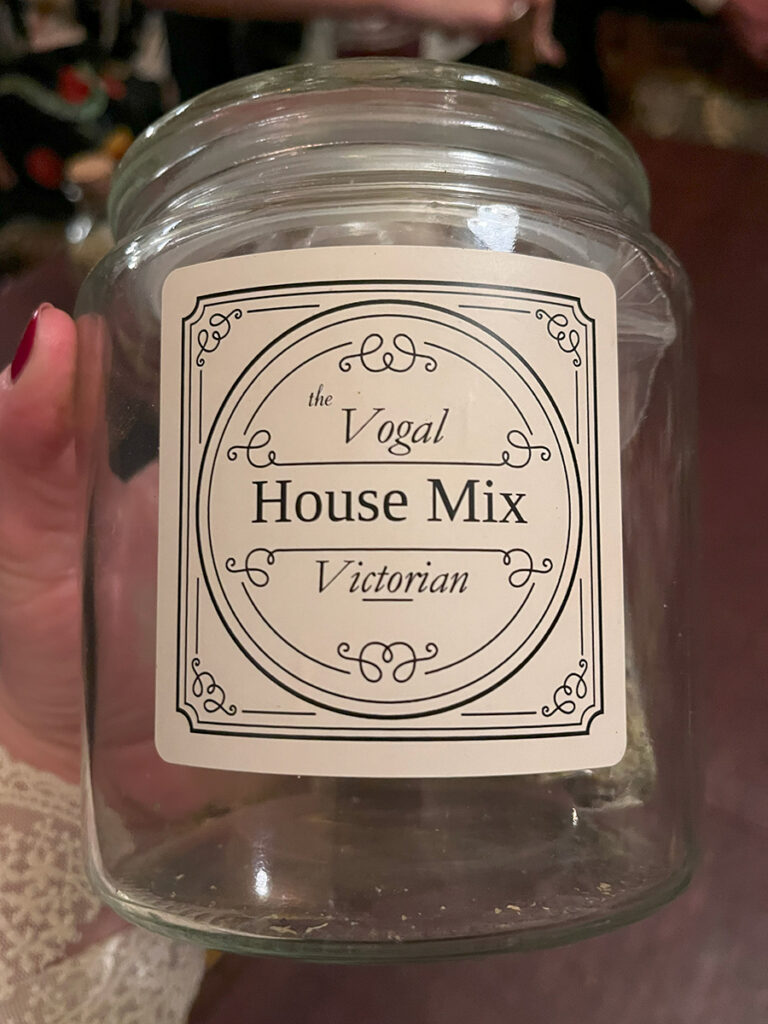 the
Vogal
House Mix
Victorian